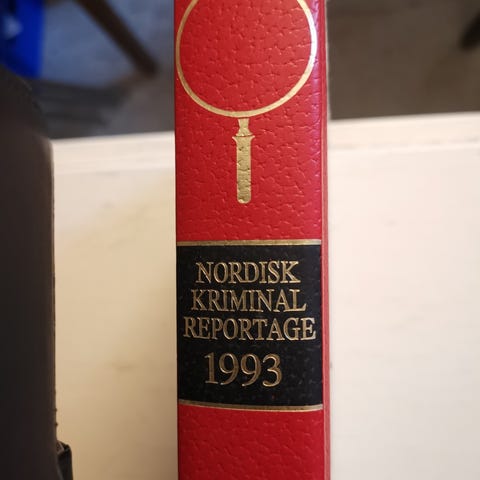 NORDISK
KRIMINAL
REPORTAGE
1993